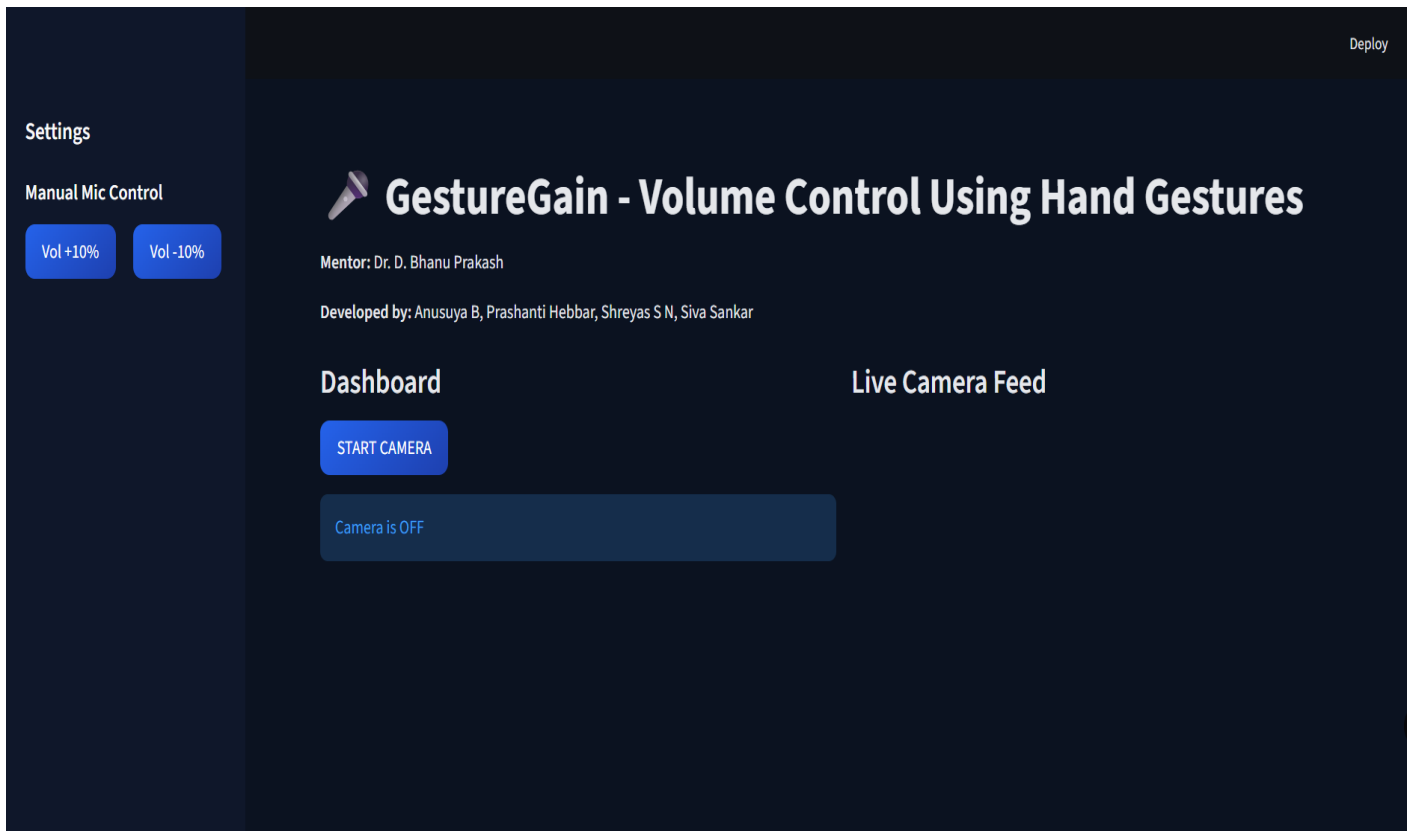 Deploy
Settings
Manual Mic Control
Vol +10%
Vol -10%
🎤 GestureGain - Volume Control Using Hand Gestures
Mentor: Dr. D. Bhanu Prakash
Developed by: Anusuya B, Prashanti Hebbar, Shreyas S N, Siva Sankar
Dashboard
START CAMERA
Camera is OFF
Live Camera Feed